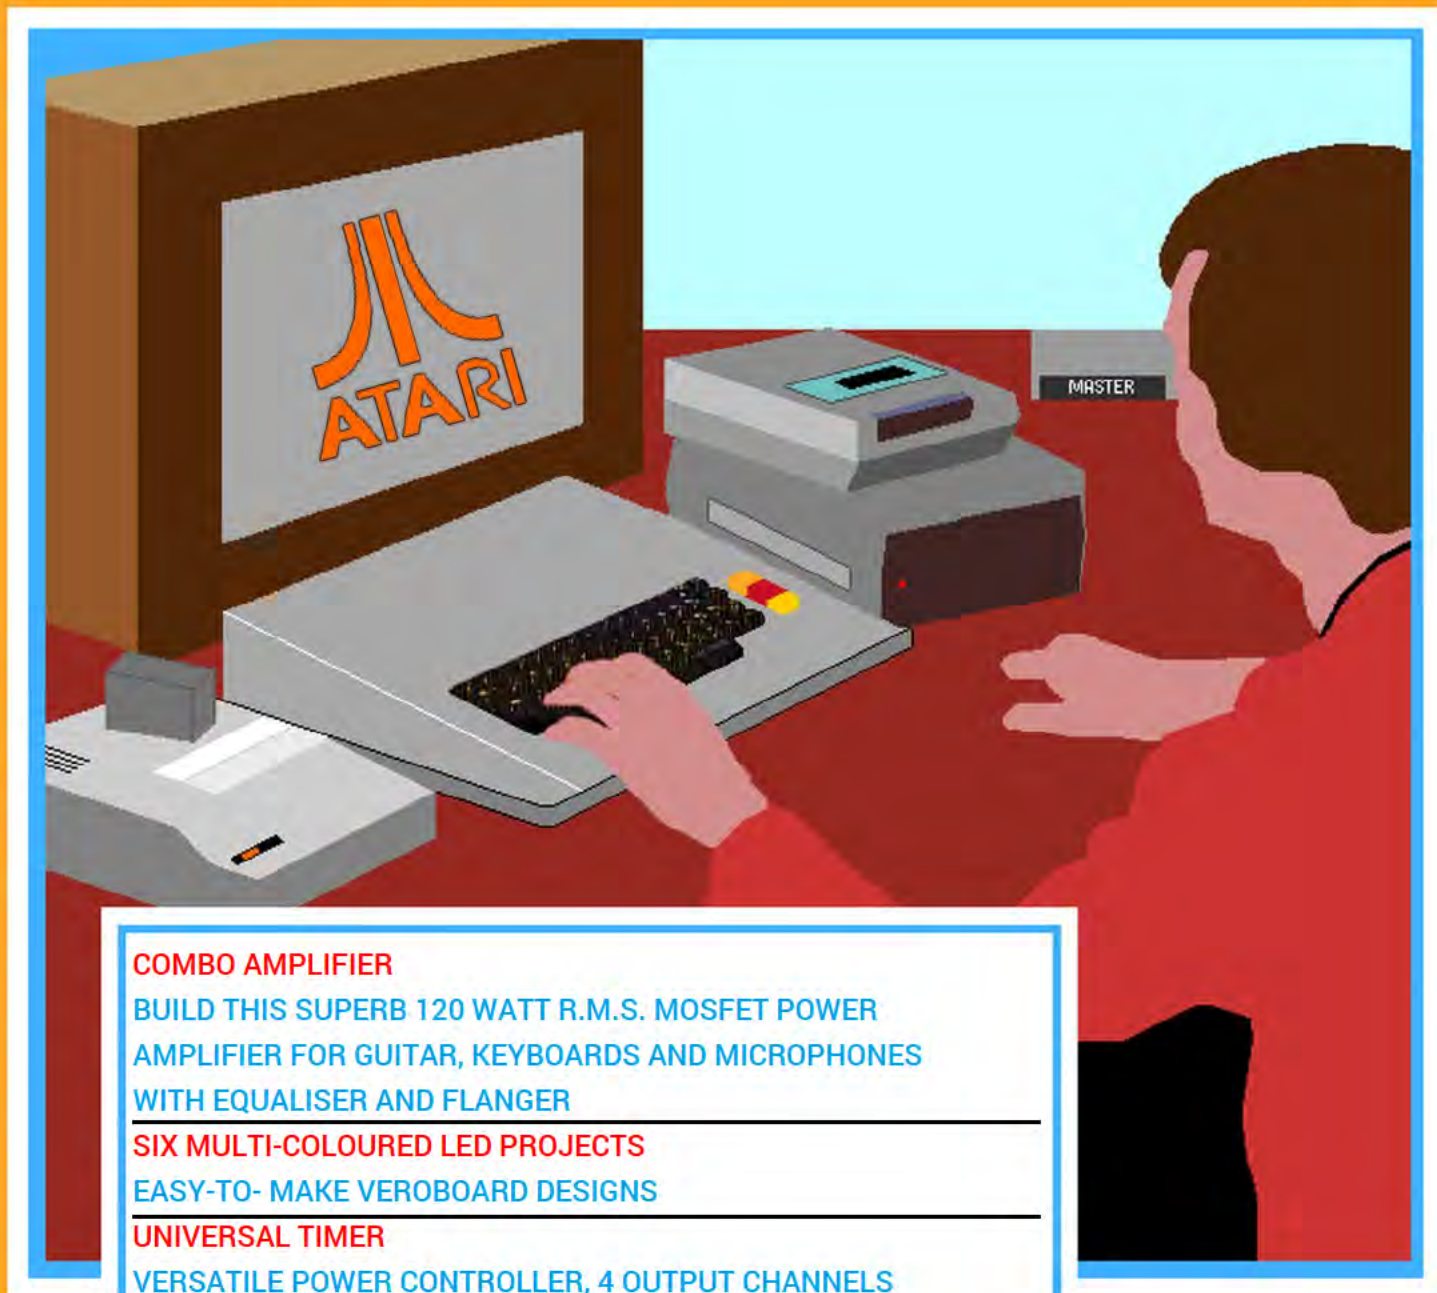 ATARI
MASTER
COMBO AMPLIFIER
BUILD THIS SUPERB 120 WATT R.M.S. MOSFET POWER
AMPLIFIER FOR GUITAR, KEYBOARDS AND MICROPHONES
WITH EQUALISER AND FLANGER
SIX MULTI-COLOURED LED PROJECTS
EASY-TO- MAKE VEROBOARD DESIGNS
UNIVERSAL TIMER
VERSATILE POWER CONTROLLER, 4 OUTPUT CHANNELS